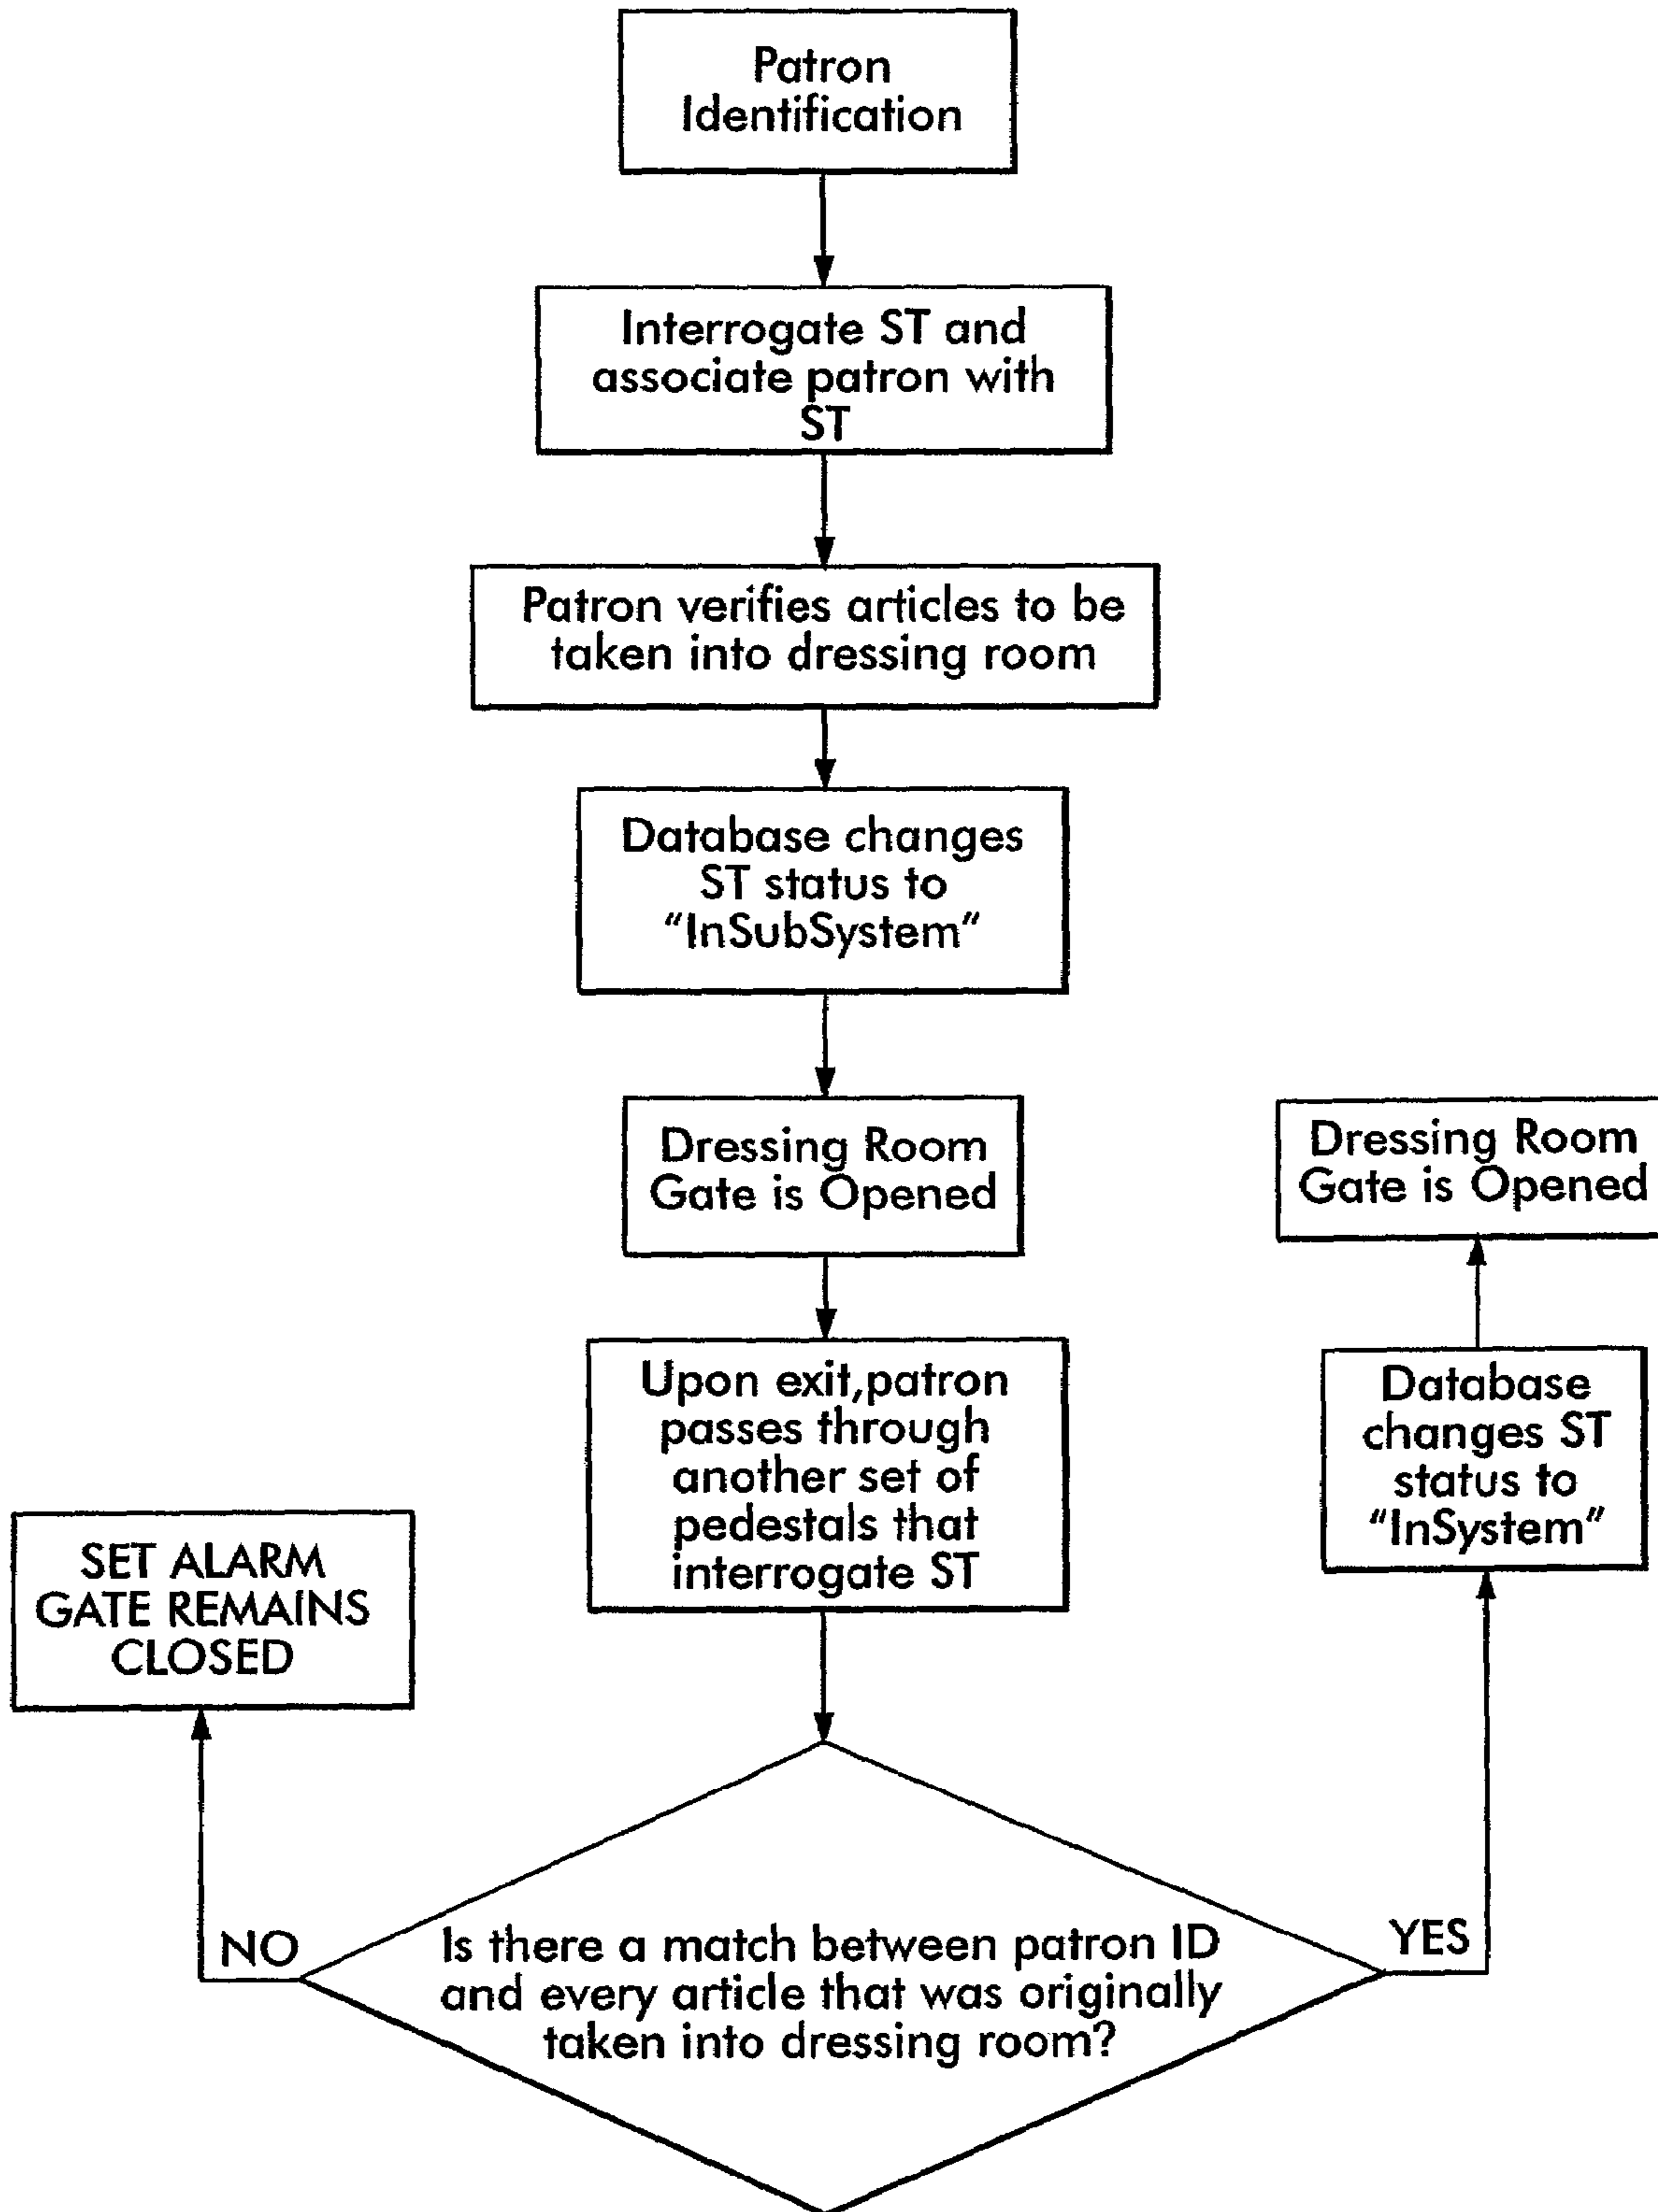 Patron
Identification
Interrogate ST and
associate patron with
ST
Patron verifies articles to be
taken into dressing room
Database changes
ST status to
“InSubSystem”
Dressing Room
Gate is Opened
Upon exit,patron
passes through
another set of
pedestals that
interrogate ST
Is there a match between patron ID
and every article that was originally
taken into dressing room?
NO
SET ALARM
GATE REMAINS
CLOSED
YES
Database
changes ST
status to
“InSystem”
Dressing Room
Gate is Opened